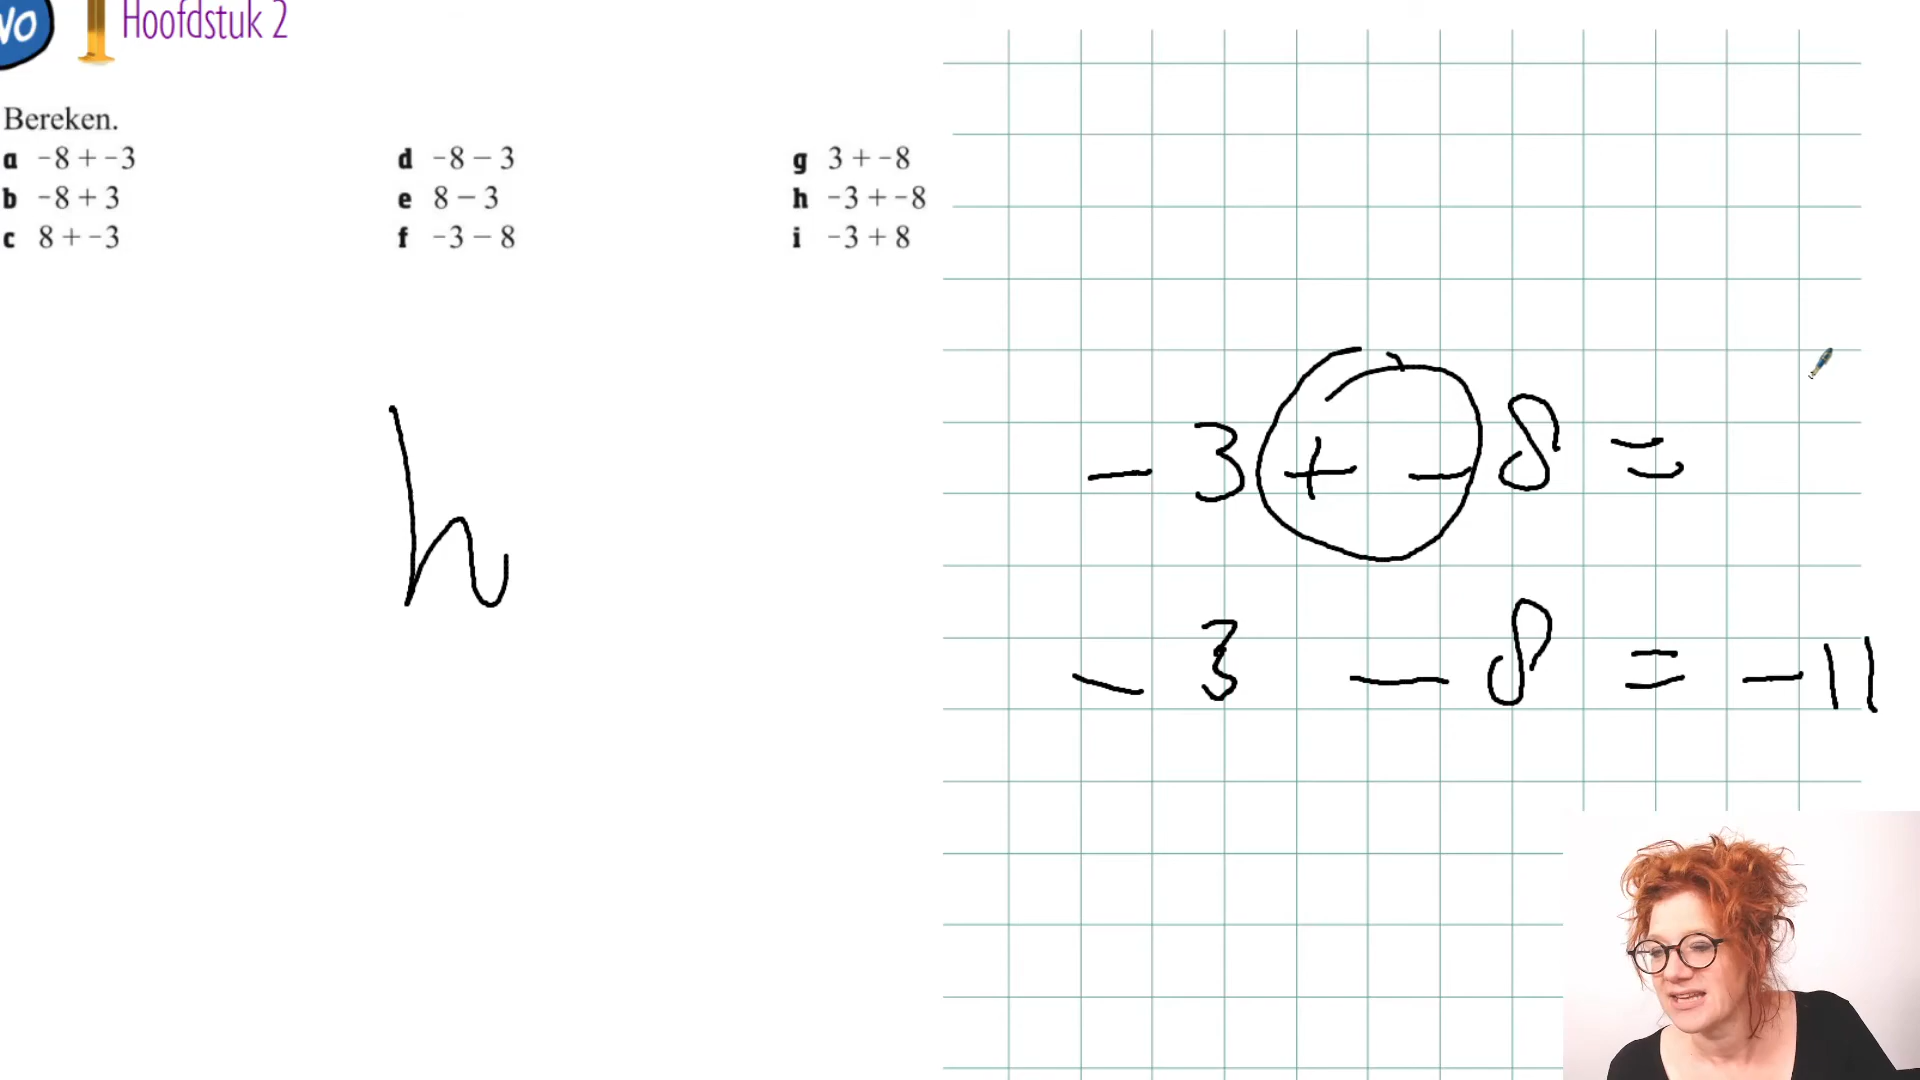 NO
Hoofdstuk 2
Bereken.
a -8 + -3
b -8 + 3
c 8 + -3
d -8 – 3
e 8 – 3
f -3 – 8
g 3 + -8
h -3 + -8
i -3 + 8
h
- 3 + - 8 =
- 3 - 8 = - 11